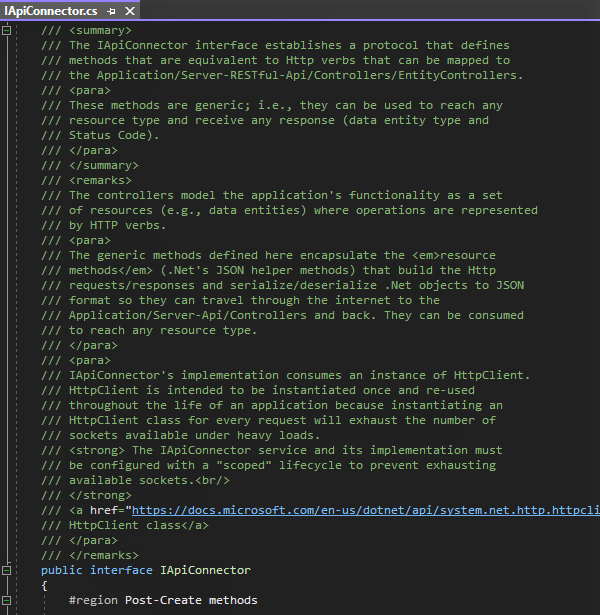 IApiConnector.cs
/// <summary>
/// The IApiConnector interface establishes a protocol that defines
/// methods that are equivalent to Http verbs that can be mapped to
/// the Application/Server-RESTful-Api/Controllers/EntityControllers.
/// <para>
/// These methods are generic; i.e., they can be used to reach any
/// resource type and receive any response (data entity type and
/// Status Code).
/// </para>
/// </summary>
/// <remarks>
/// The controllers model the application's functionality as a set
/// of resources (e.g., data entities) where operations are represented
/// by HTTP verbs.
/// <para>
/// The generic methods defined here encapsulate the <em>resource
/// methods</em> (.Net's JSON helper methods) that build the Http
/// requests/responses and serialize/deserialize .Net objects to JSON
/// format so they can travel through the internet to the
/// Application/Server-Api/Controllers and back. They can be consumed
/// to reach any resource type.
/// </para>
/// <para>
/// IApiConnector's implementation consumes an instance of HttpClient.
/// HttpClient is intended to be instantiated once and re-used
/// throughout the life of an application because instantiating an
/// HttpClient class for every request will exhaust the number of
/// sockets available under heavy loads.
/// <strong> The IApiConnector service and its implementation must
/// be configured with a "scoped" lifecycle to prevent exhausting
/// available sockets.<br/>
/// </strong>
/// <a href="https://docs.microsoft.com/en-us/dotnet/api/system.net.http.httpcli
/// HttpClient class</a>
/// </para>
/// </remarks>
public interface IApiConnector
{
#region Post-Create methods